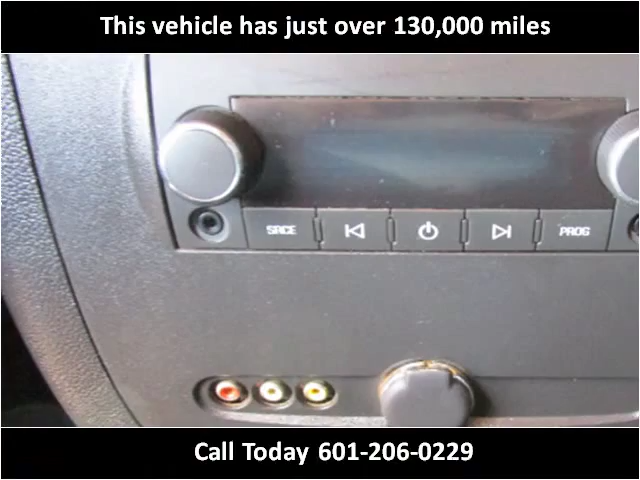 This vehicle has just over 130,000 miles
SRCE
PROG
Call Today 601-206-0229